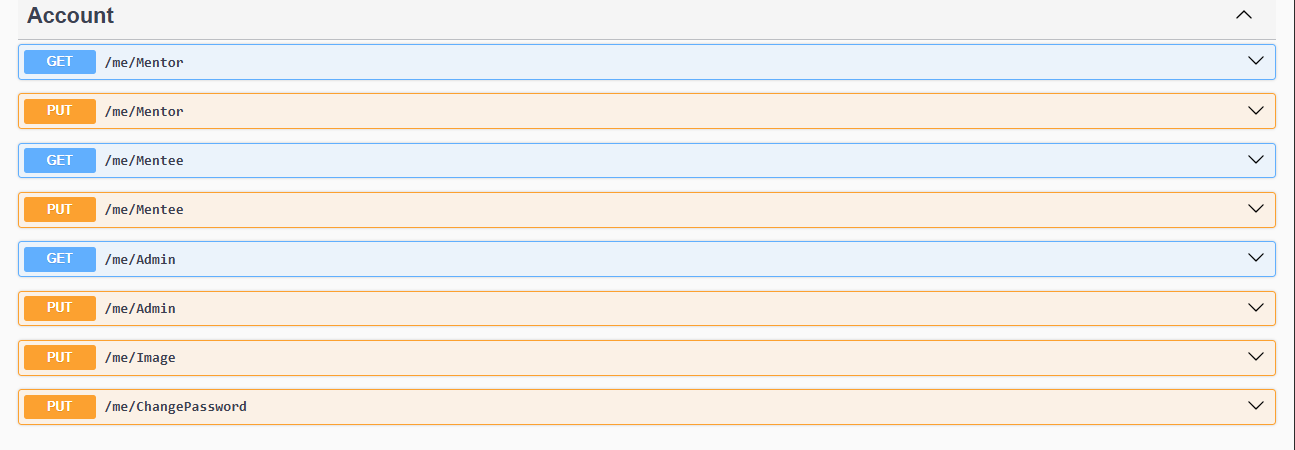 Account
GET /me/Mentor
PUT /me/Mentor
GET /me/Mentee
PUT /me/Mentee
GET /me/Admin
PUT /me/Admin
PUT /me/Image
PUT /me/ChangePassword